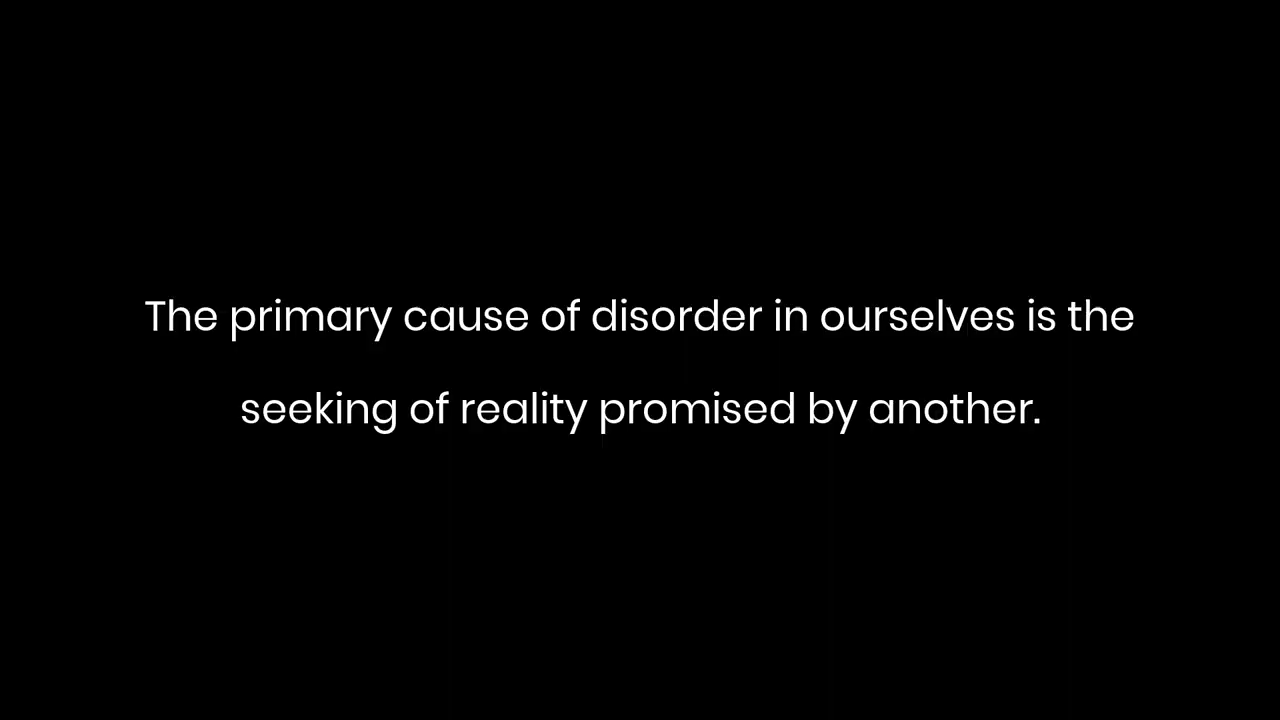 The primary cause of disorder in ourselves is the
seeking of reality promised by another.